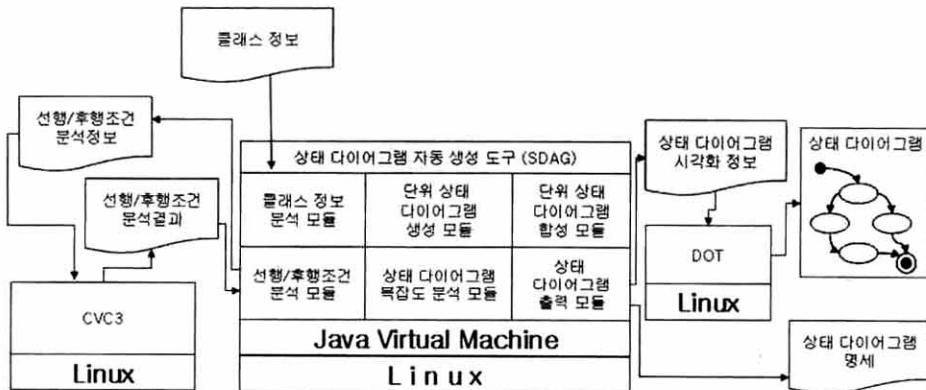 클래스 정보
선행/후행조건
분석정보
선행/후행조건
분석결과
CVC3
Linux
상태 다이어그램 자동 생성 도구 (SDAG)
클래스 정보
분석 모듈
단위 상태
다이어그램
생성 모듈
단위 상태
다이어그램
합성 모듈
선행/후행조건
분석 모듈
상태 다이어그램
복잡도 분석 모듈
상태
다이어그램
출력 모듈
Java Virtual Machine
Linux
상태 다이어그램
시각화 정보
DOT
Linux
상태 다이어그램
상태 다이어그램
명세